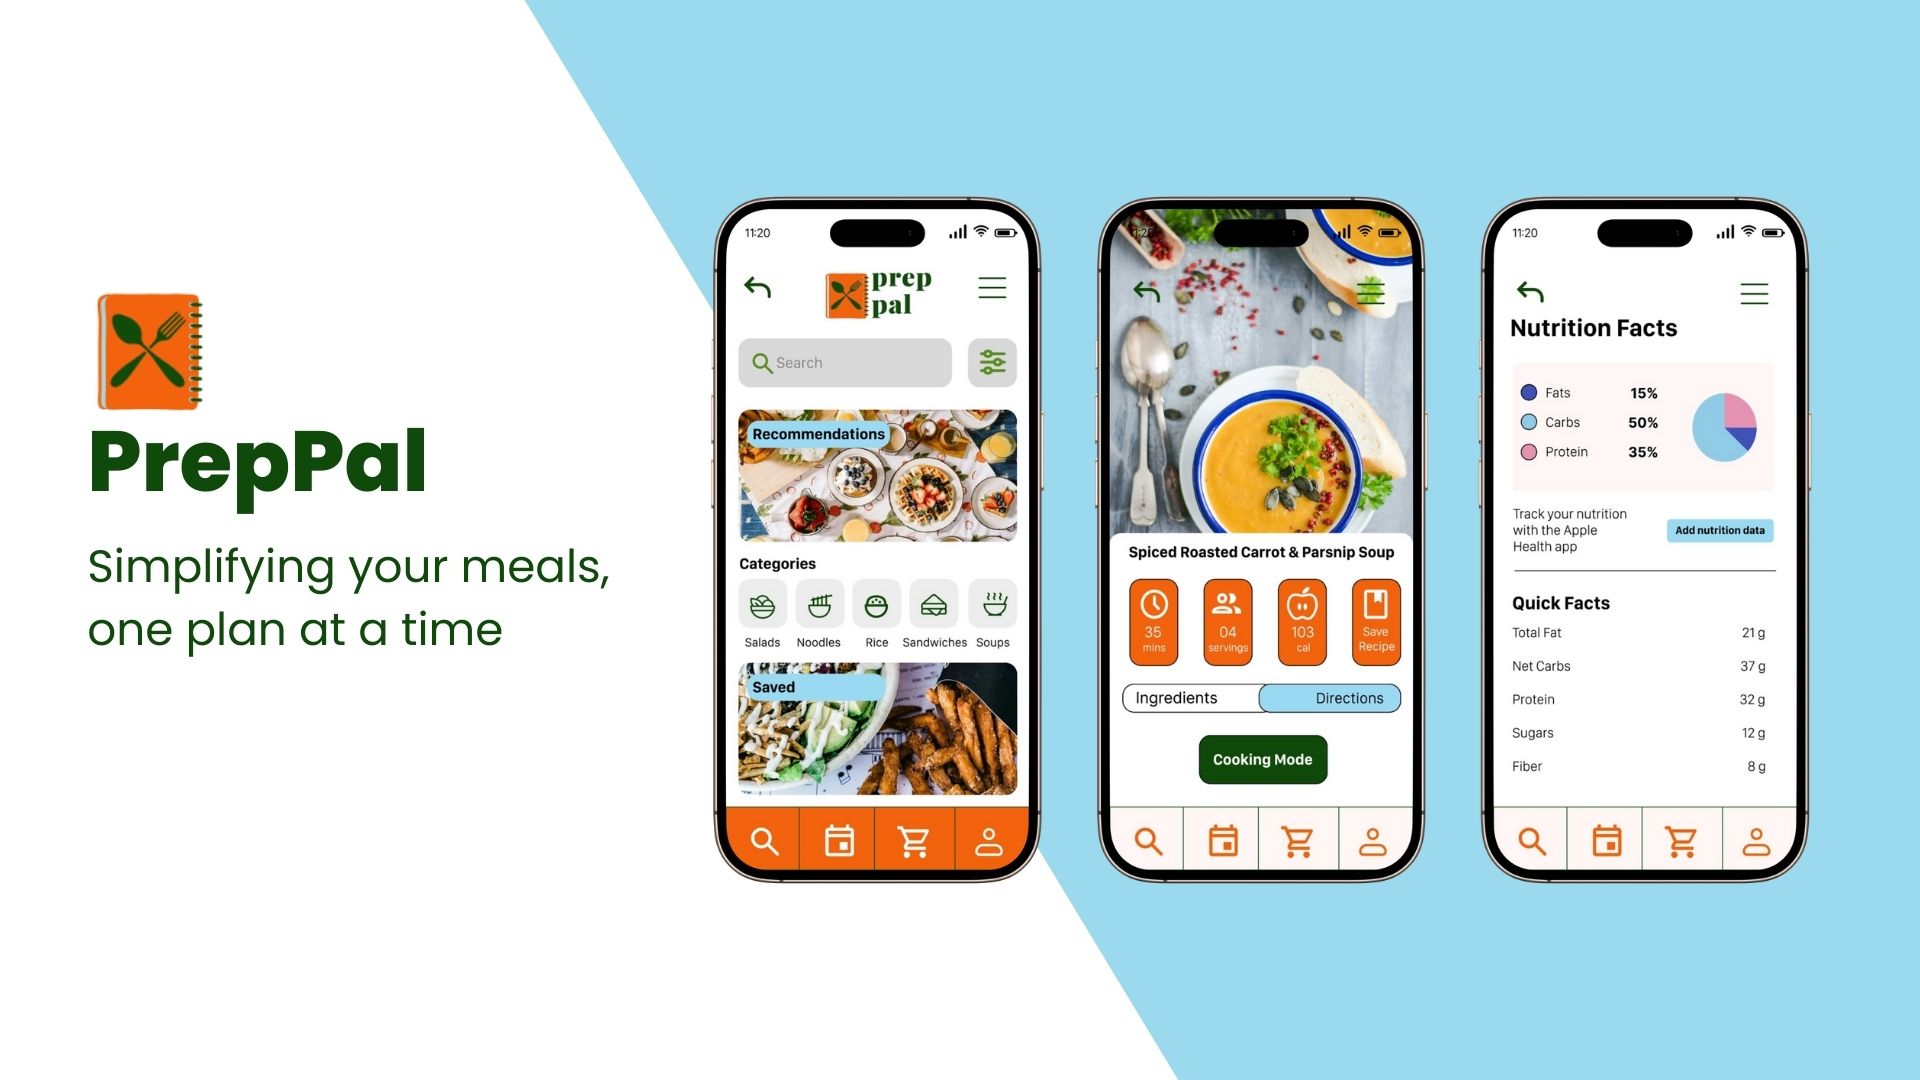 PrepPal
Simplifying your meals,
one plan at a time
11:20
prep
pal
Search
Recommendations
Categories
Salads Noodles Rice Sandwiches Soups
Saved
11:20
Spiced Roasted Carrot & Parsnip Soup
35 04 103 Save
mins servings cal Recipe
Ingredients Directions
Cooking Mode
11:20
Nutrition Facts
Fats 15%
Carbs 50%
Protein 35%
Track your nutrition
with the Apple
Health app
Add nutrition data
Quick Facts
Total Fat 21 g
Net Carbs 37 g
Protein 32 g
Sugars 12 g
Fiber 8 g